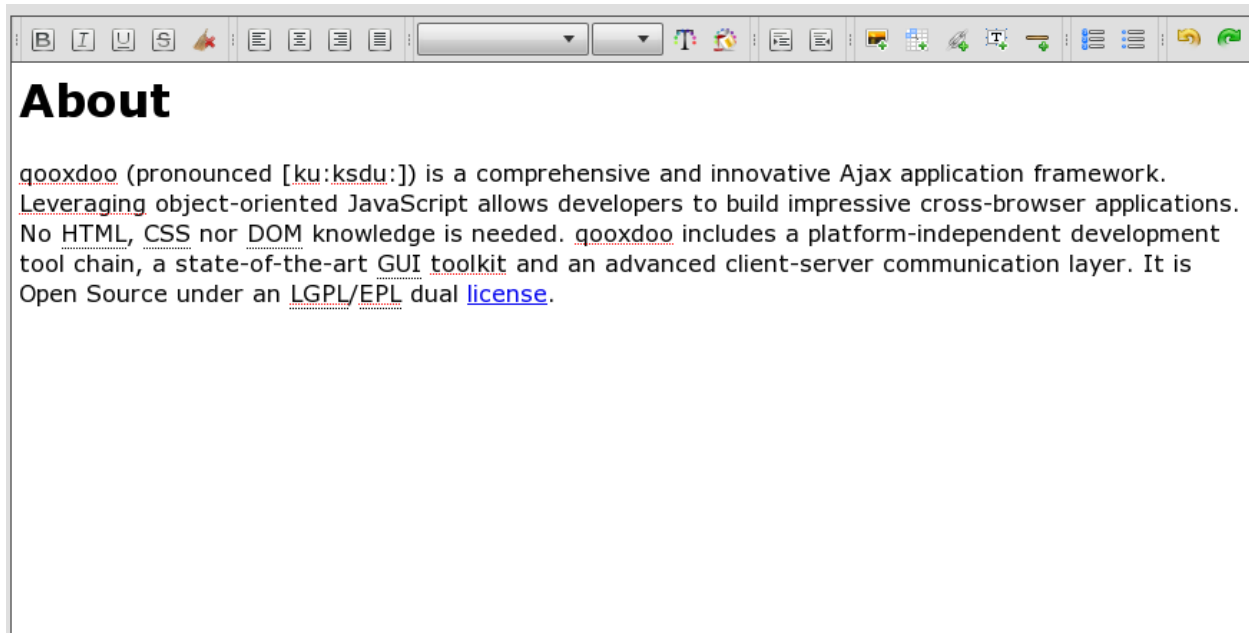 About
qooxdoo (pronounced [ku:ksdu:]) is a comprehensive and innovative Ajax application framework.
Leveraging object-oriented JavaScript allows developers to build impressive cross-browser applications.
No HTML, CSS nor DOM knowledge is needed. qooxdoo includes a platform-independent development
tool chain, a state-of-the-art GUI toolkit and an advanced client-server communication layer. It is
Open Source under an LGPL/EPL dual license.